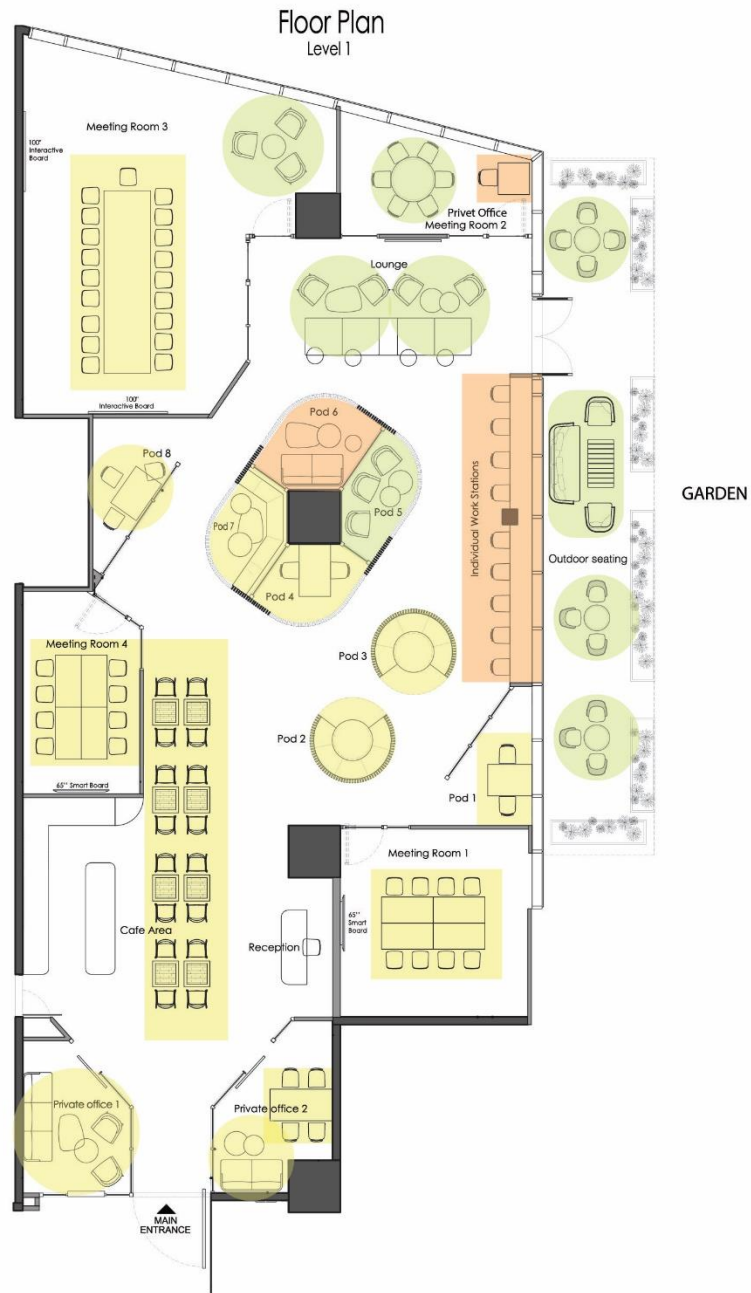 Floor Plan
Level 1
Meeting Room 3
100"
Interactive
Board
Privet Office
Meeting Room 2
Lounge
100"
Interactive Board
Pod 6
Pod 8
Pod 5
Pod 7
Pod 4
Individual Work Stations
GARDEN
Outdoor seating
Meeting Room 4
Pod 3
Pod 2
65'' Smart Board
Pod 1
Meeting Room 1
65''
Smart
Board
Cafe Area
Reception
Private office 1
Private office 2
MAIN
ENTRANCE